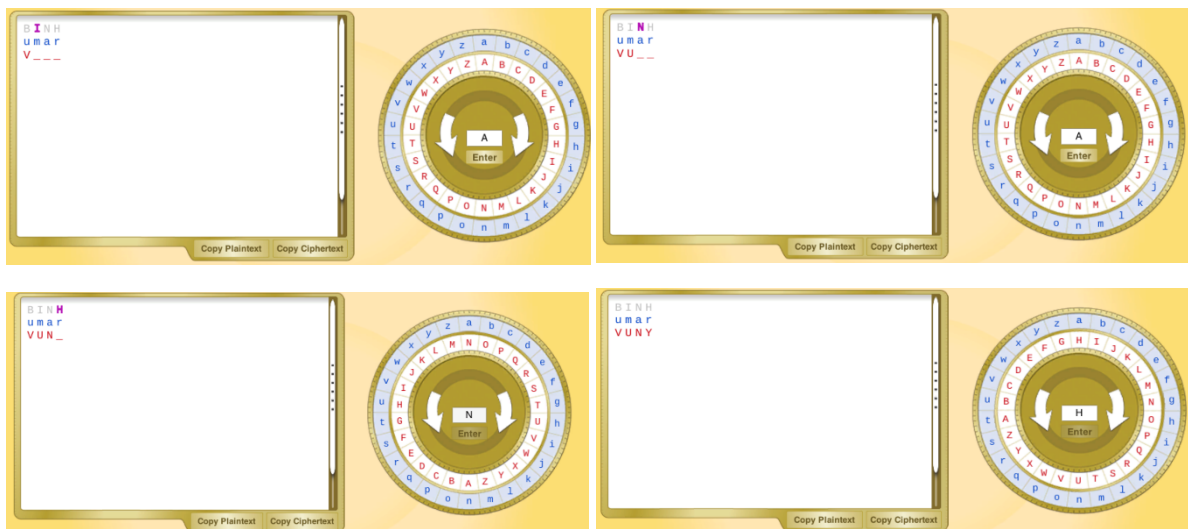 BINH
umar
V___
a b c d e f g h i j k l m n o p q r s t u v w x y z
A B C D E F G H I J K L M N O P Q R S T U V W X Y Z
A
Enter
Copy Plaintext Copy Ciphertext
BINH
umar
VU__
a b c d e f g h i j k l m n o p q r s t u v w x y z
A B C D E F G H I J K L M N O P Q R S T U V W X Y Z
A
Enter
Copy Plaintext Copy Ciphertext
BINH
umar
VUN_
a b c d e f g h i j k l m n o p q r s t u v w x y z
N O P Q R S T U V W X Y Z A B C D E F G H I J K L M
N
Enter
Copy Plaintext Copy Ciphertext
BINH
umar
VUNY
a b c d e f g h i j k l m n o p q r s t u v w x y z
H I J K L M N O P Q R S T U V W X Y Z A B C D E F G
H
Enter
Copy Plaintext Copy Ciphertext